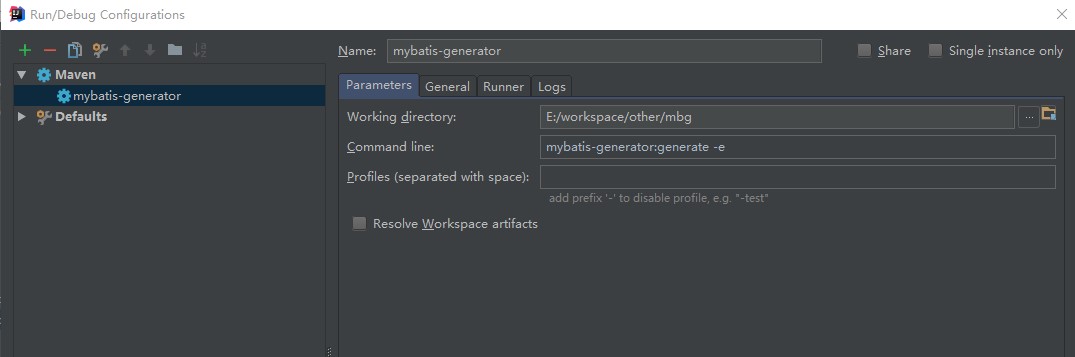 Run/Debug Configurations
Name: mybatis-generator
Share
Single instance only
Maven
mybatis-generator
Defaults
Parameters General Runner Logs
Working directory: E:/workspace/other/mbg ...
Command line: mybatis-generator:generate -e
Profiles (separated with space):
add prefix '-' to disable profile, e.g. "-test"
Resolve Workspace artifacts